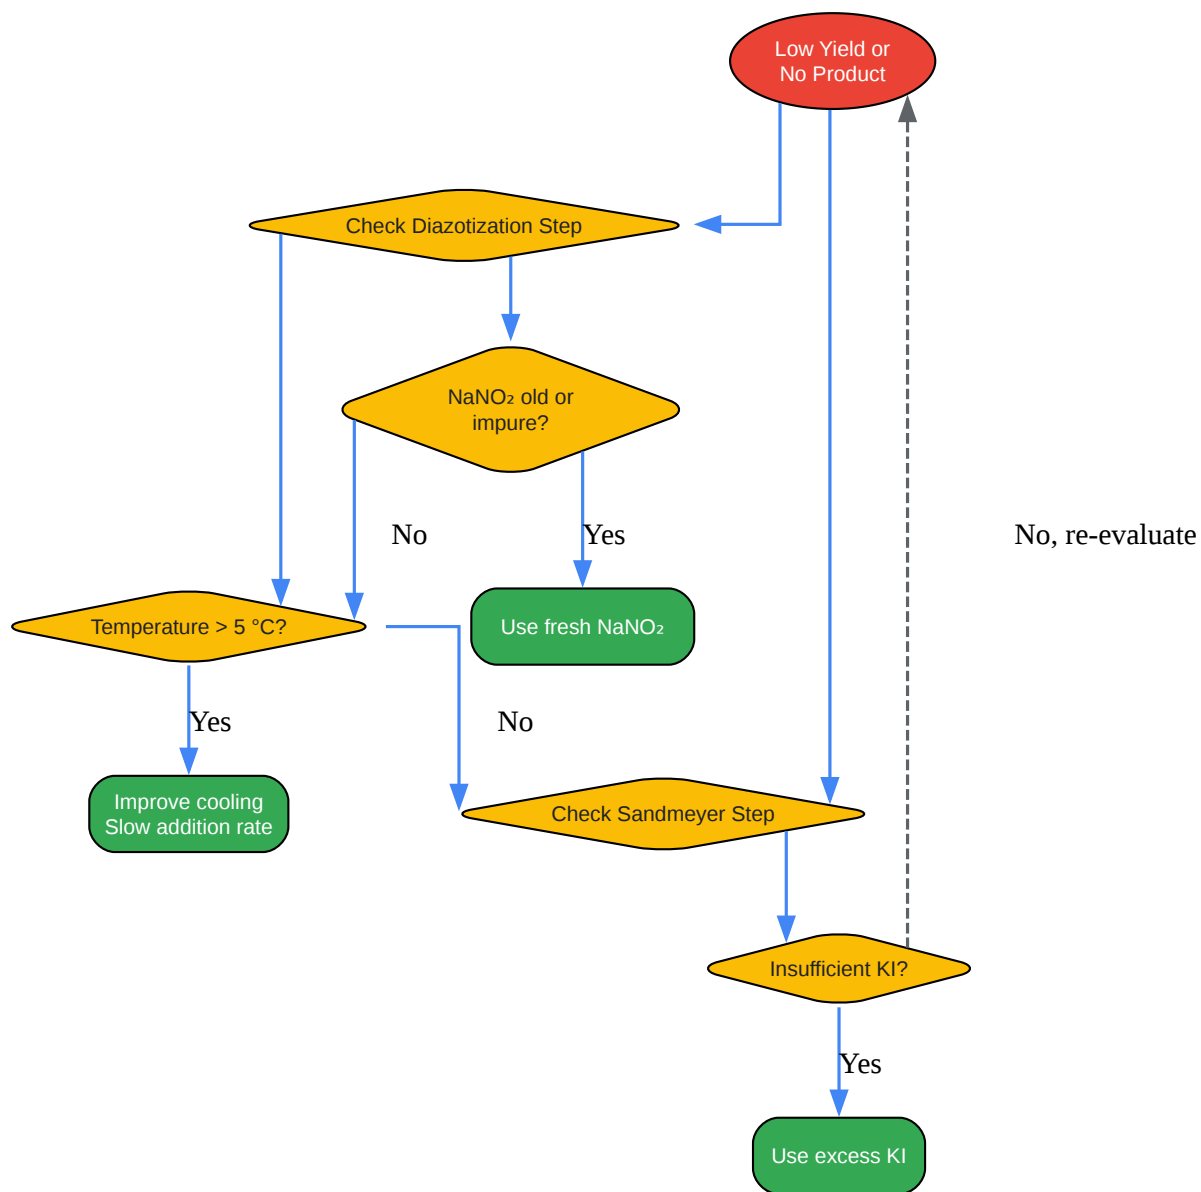 Low Yield or
No Product
Check Diazotization Step
NaNO₂ old or
impure?
No
Yes
No, re-evaluate
Temperature > 5 °C?
Use fresh NaNO₂
Yes
No
Improve cooling
Slow addition rate
Check Sandmeyer Step
Insufficient KI?
Yes
Use excess KI